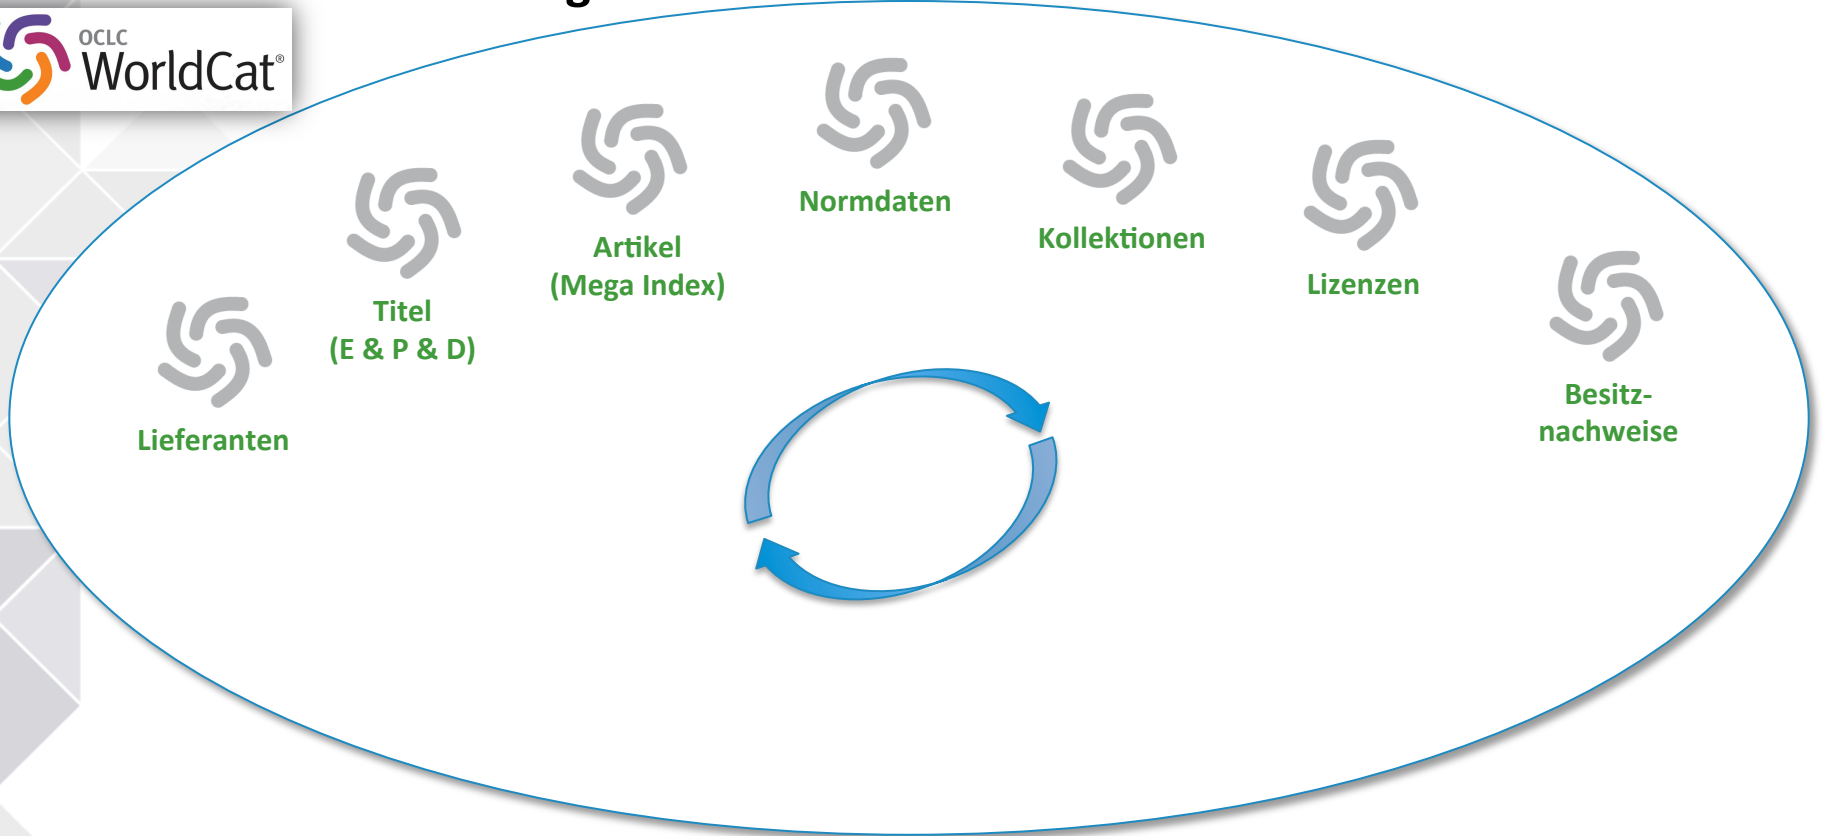 OCLC
WorldCat®
Normdaten
Artikel
(Mega Index)
Kollektionen
Lizenzen
Titel
(E & P & D)
Lieferanten
Besitz-
nachweise